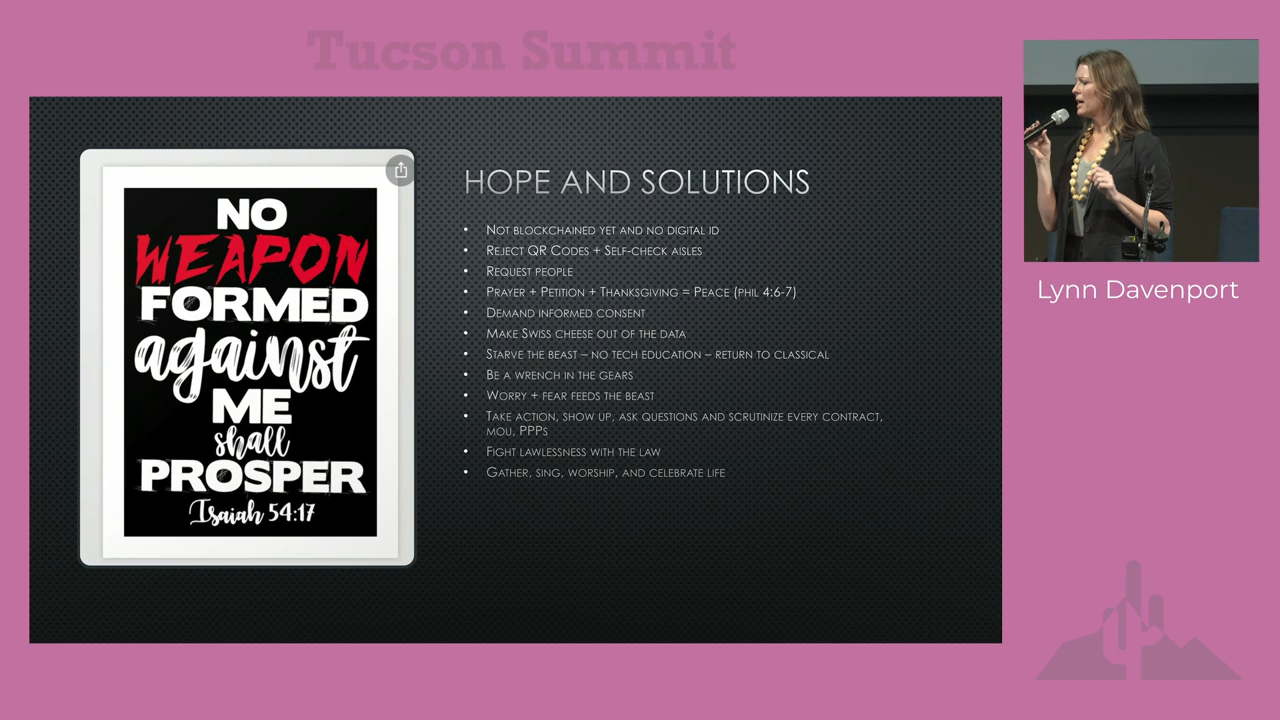 Tucson Summit
NO
WEAPON
FORMED
against
ME
shall
PROSPER
Isaiah 54:17
HOPE AND SOLUTIONS
• NOT BLOCKCHAINED YET AND NO DIGITAL ID
• REJECT QR CODES + SELF-CHECK AISLES
• REQUEST PEOPLE
• PRAYER + PETITION + THANKSGIVING = PEACE (PHIL 4:6-7)
• DEMAND INFORMED CONSENT
• MAKE SWISS CHEESE OUT OF THE DATA
• STARVE THE BEAST – NO TECH EDUCATION – RETURN TO CLASSICAL
• BE A WRENCH IN THE GEARS
• WORRY + FEAR FEEDS THE BEAST
• TAKE ACTION, SHOW UP, ASK QUESTIONS AND SCRUTINIZE EVERY CONTRACT,
MOU, PPPS
• FIGHT LAWLESSNESS WITH THE LAW
• GATHER, SING, WORSHIP, AND CELEBRATE LIFE
Lynn Davenport